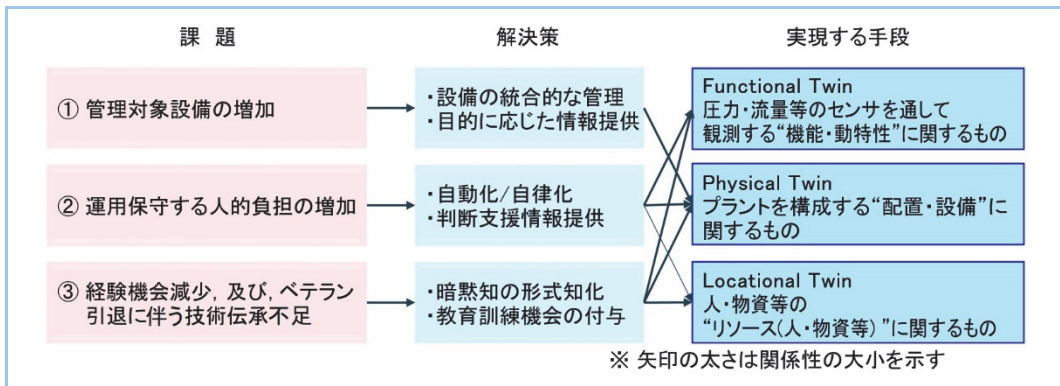 課 題
解決策
実現する手段
① 管理対象設備の増加
・設備の統合的な管理
・目的に応じた情報提供
Functional Twin
圧力・流量等のセンサを通して
観測する“機能・動特性”に関するもの
② 運用保守する人的負担の増加
・自動化/自律化
・判断支援情報提供
Physical Twin
プラントを構成する“配置・設備”に
関するもの
③ 経験機会減少, 及び, ベテラン
引退に伴う技術伝承不足
・暗黙知の形式知化
・教育訓練機会の付与
Locational Twin
人・物資等の
“リソース(人・物資等) ”に関するもの
※ 矢印の太さは関係性の大小を示す